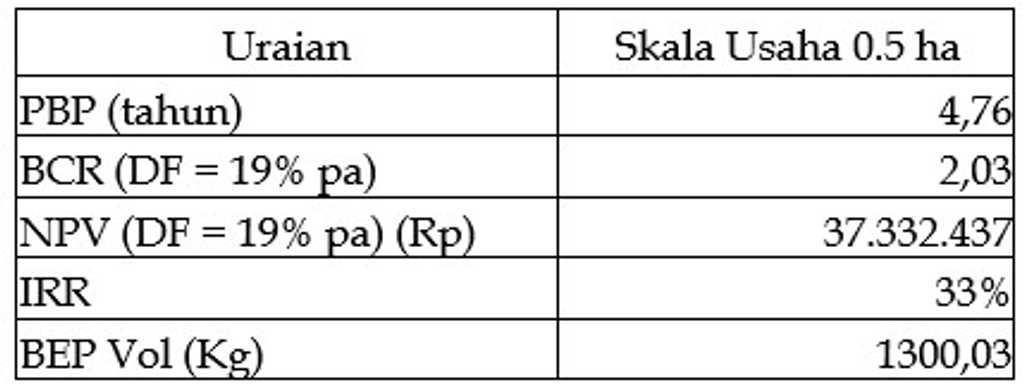 Uraian Skala Usaha 0.5 ha
PBP (tahun) 4,76
BCR (DF = 19% pa) 2,03
NPV (DF = 19% pa) (Rp) 37.332.437
IRR 33%
BEP Vol (Kg) 1300,03